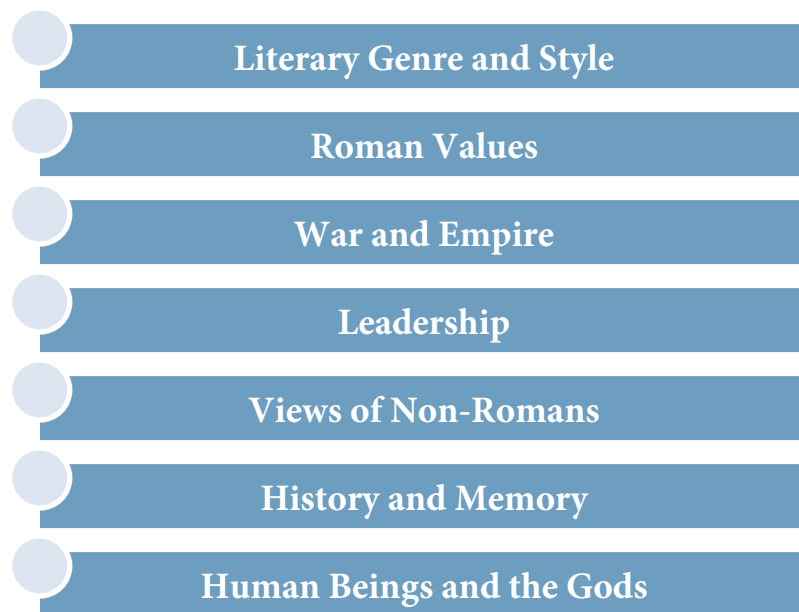 Literary Genre and Style
Roman Values
War and Empire
Leadership
Views of Non-Romans
History and Memory
Human Beings and the Gods